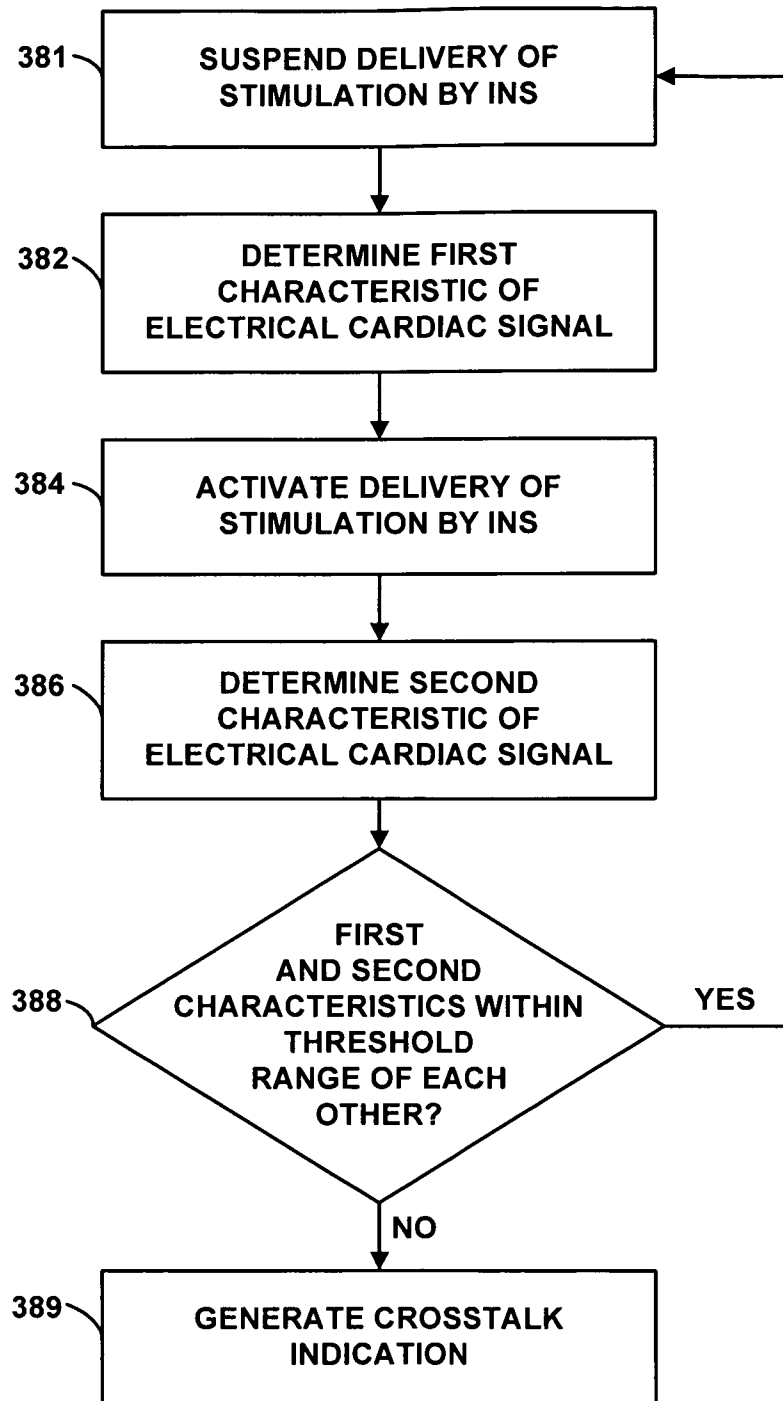 381
SUSPEND DELIVERY OF
STIMULATION BY INS
382
DETERMINE FIRST
CHARACTERISTIC OF
ELECTRICAL CARDIAC SIGNAL
384
ACTIVATE DELIVERY OF
STIMULATION BY INS
386
DETERMINE SECOND
CHARACTERISTIC OF
ELECTRICAL CARDIAC SIGNAL
388
FIRST
AND SECOND
CHARACTERISTICS WITHIN
THRESHOLD
RANGE OF EACH
OTHER?
YES
NO
389
GENERATE CROSSTALK
INDICATION